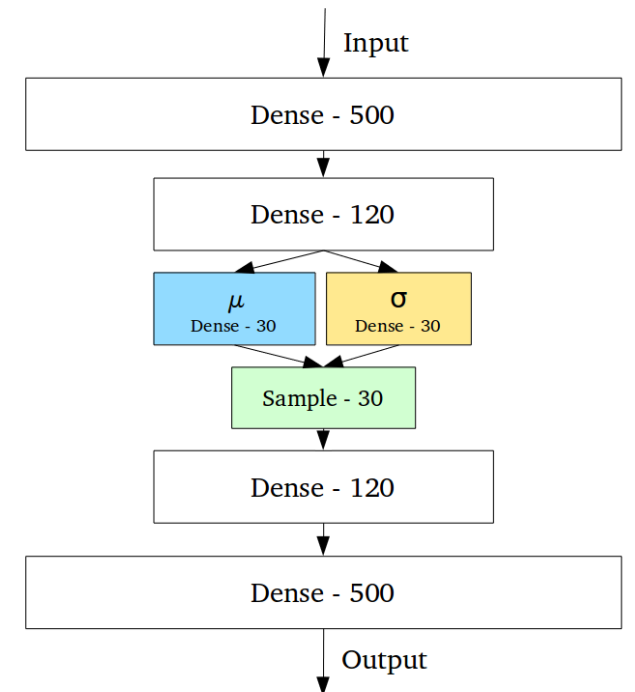 Input
Dense - 500
Dense - 120
μ
Dense - 30
σ
Dense - 30
Sample - 30
Dense - 120
Dense - 500
Output